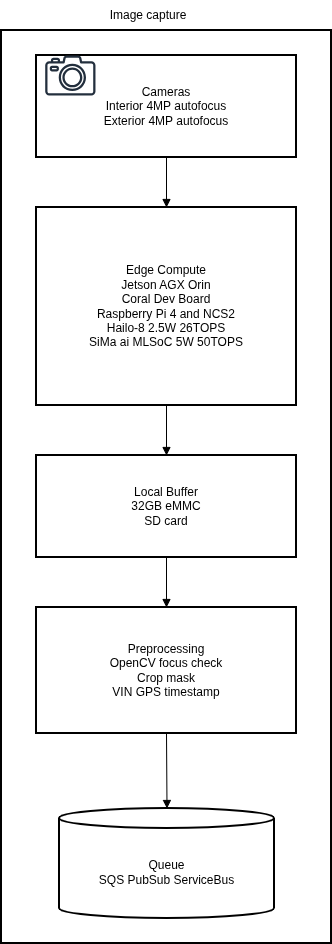 Image capture
Cameras
Interior 4MP autofocus
Exterior 4MP autofocus
Edge Compute
Jetson AGX Orin
Coral Dev Board
Raspberry Pi 4 and NCS2
Hailo-8 2.5W 26TOPS
SiMa ai MLSoC 5W 50TOPS
Local Buffer
32GB eMMC
SD card
Preprocessing
OpenCV focus check
Crop mask
VIN GPS timestamp
Queue
SQS PubSub ServiceBus